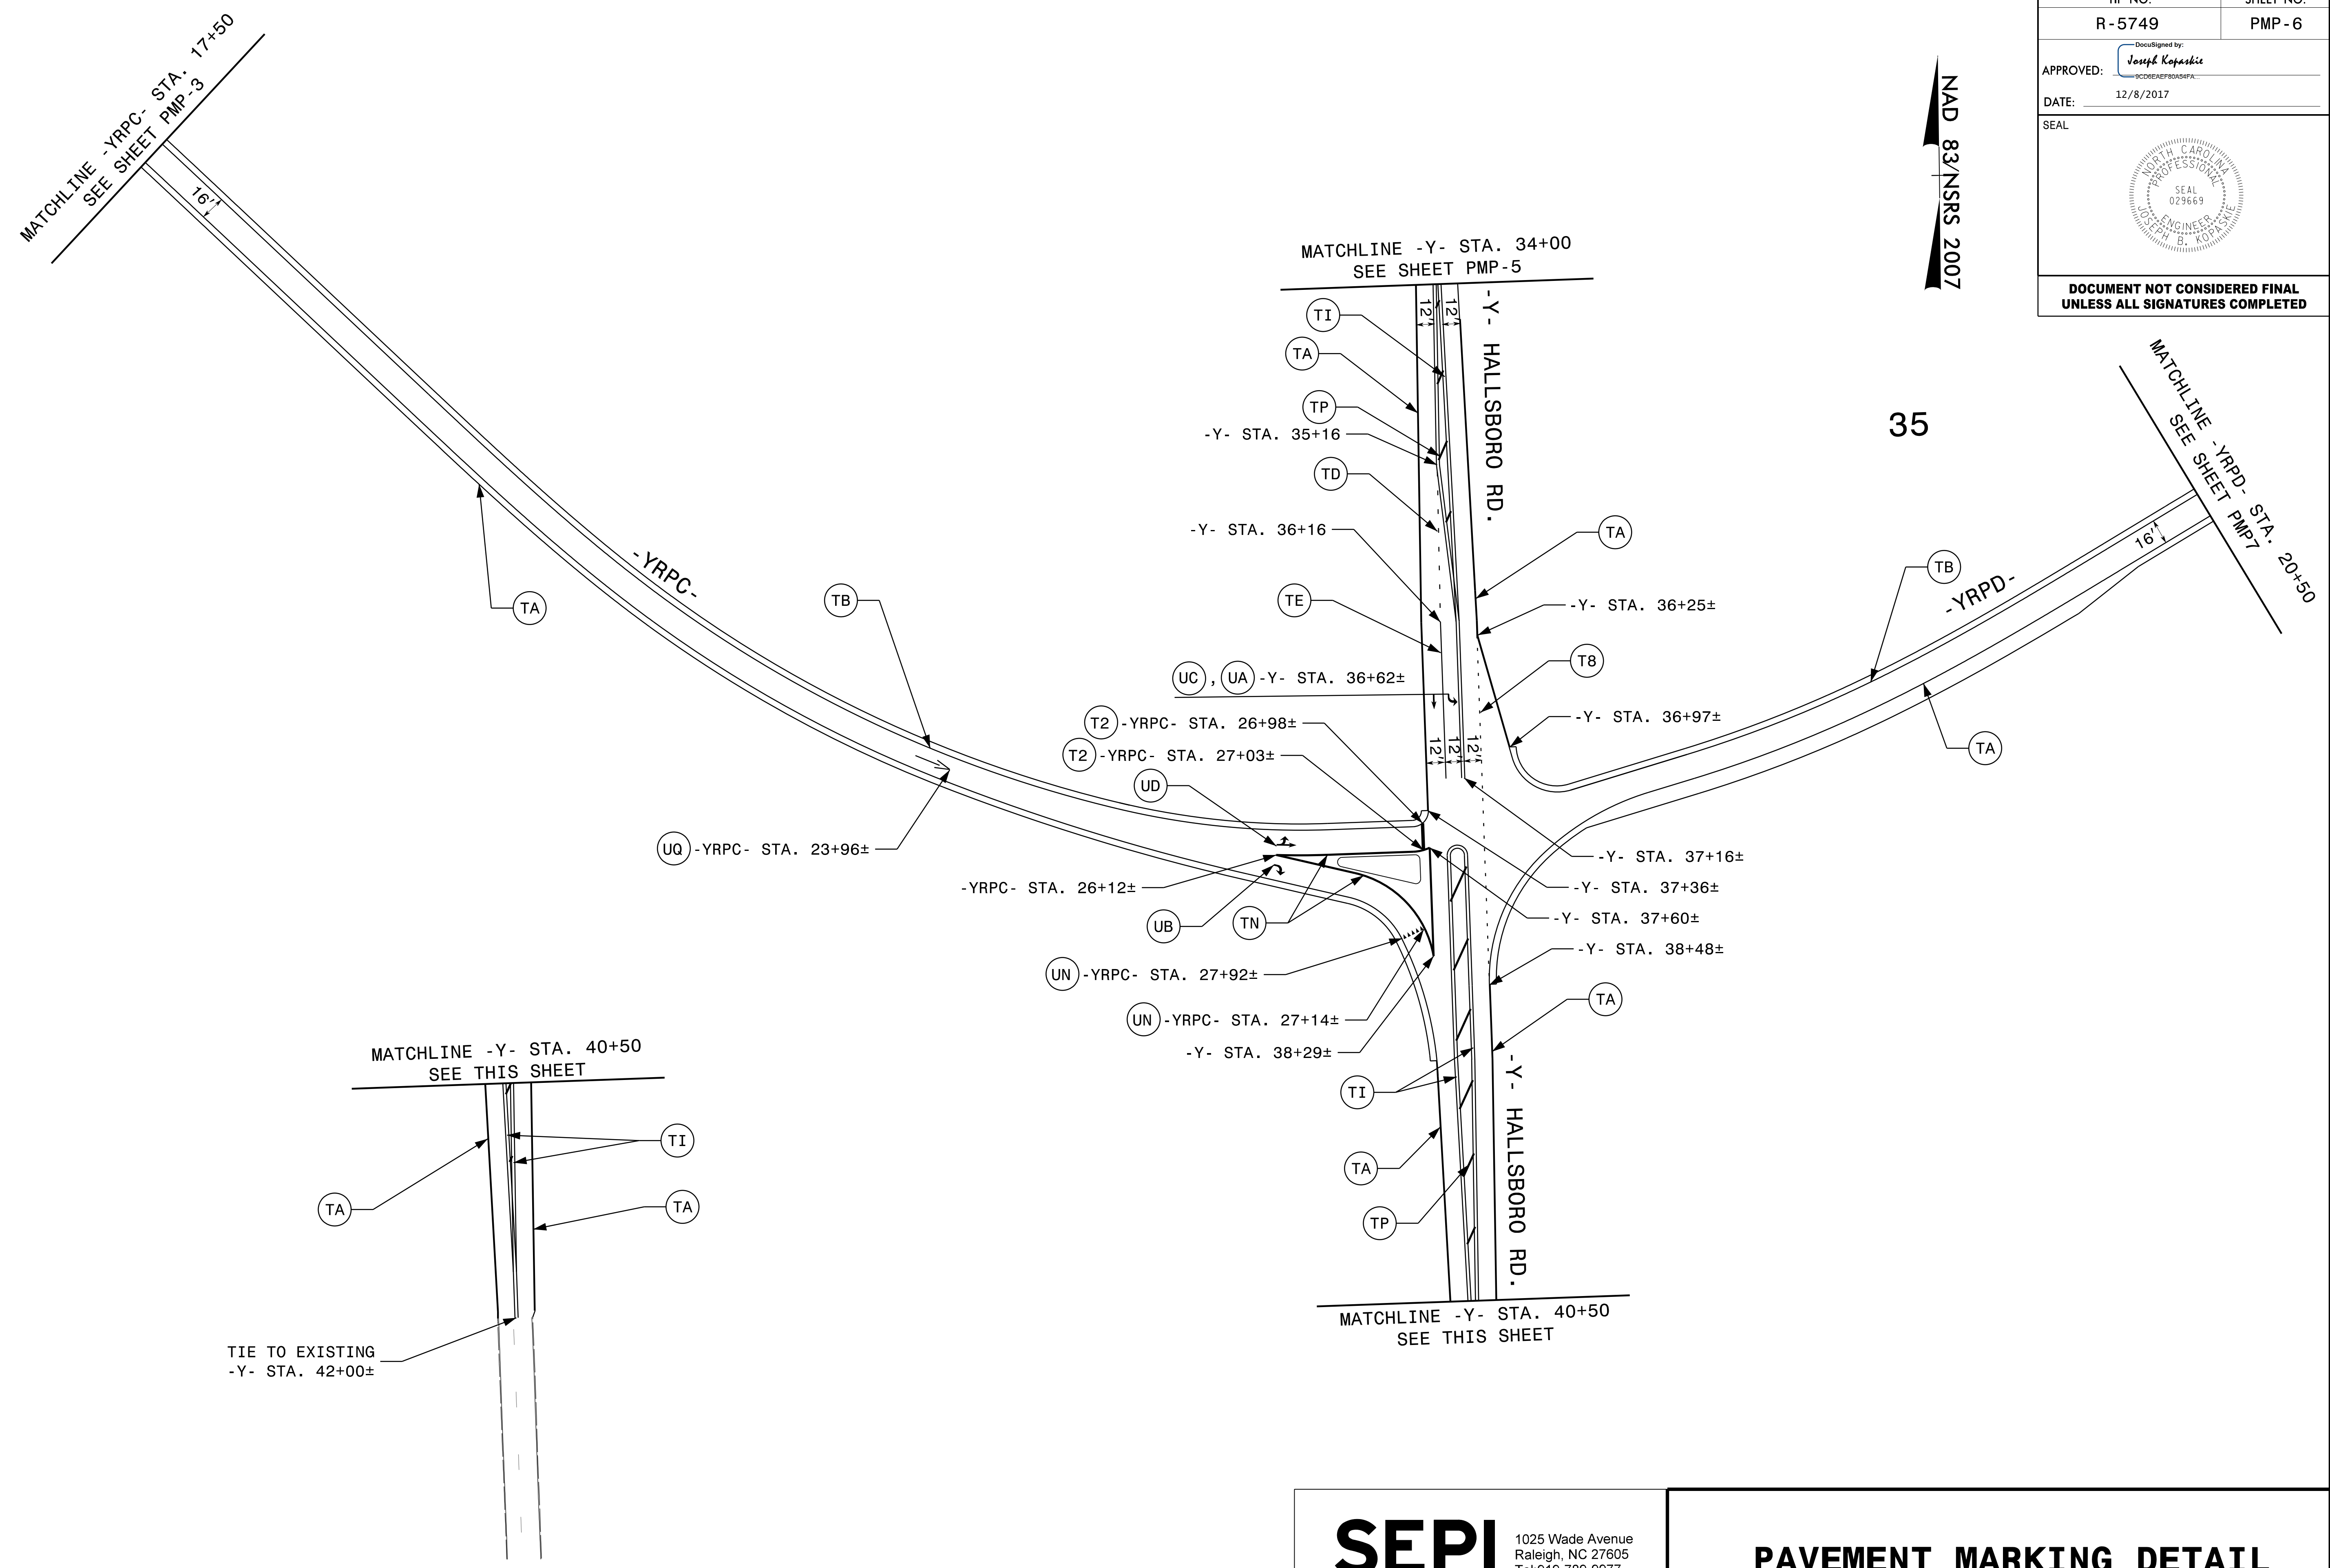 SHEET NO.
R-5749
PMP-6
APPROVED:
DocuSigned by:
Joseph Kopaskie
9CD6EAEF80A54FA...
DATE:
12/8/2017
SEAL
NORTH CAROLINA
PROFESSIONAL
SEAL
029669
ENGINEER
JOSEPH B. KOPASKIE
DOCUMENT NOT CONSIDERED FINAL
UNLESS ALL SIGNATURES COMPLETED
NAD 83/NSRS 2007
MATCHLINE -YRPC- STA. 17+50
SEE SHEET PMP-3
16'
-YRPC-
TA
TB
MATCHLINE -Y- STA. 34+00
SEE SHEET PMP-5
12'
12'
-Y- HALLSBORO RD.
TI
TA
TP
-Y- STA. 35+16
TD
-Y- STA. 36+16
TE
UC , UA -Y- STA. 36+62±
T2 -YRPC- STA. 26+98±
T2 -YRPC- STA. 27+03±
UD
UQ -YRPC- STA. 23+96±
-YRPC- STA. 26+12±
UB
TN
UN -YRPC- STA. 27+92±
UN -YRPC- STA. 27+14±
-Y- STA. 38+29±
TI
TA
TP
12'
12'
12'
35
TA
-Y- STA. 36+25±
T8
-Y- STA. 36+97±
-Y- STA. 37+16±
-Y- STA. 37+36±
-Y- STA. 37+60±
-Y- STA. 38+48±
TA
-Y- HALLSBORO RD.
MATCHLINE -YRPD- STA. 20+50
SEE SHEET PMP7
16'
-YRPD-
TB
TA
MATCHLINE -Y- STA. 40+50
SEE THIS SHEET
MATCHLINE -Y- STA. 40+50
SEE THIS SHEET
TI
TA
TA
TIE TO EXISTING
-Y- STA. 42+00±
SEPI
1025 Wade Avenue
Raleigh, NC 27605
PAVEMENT MARKING DETAIL